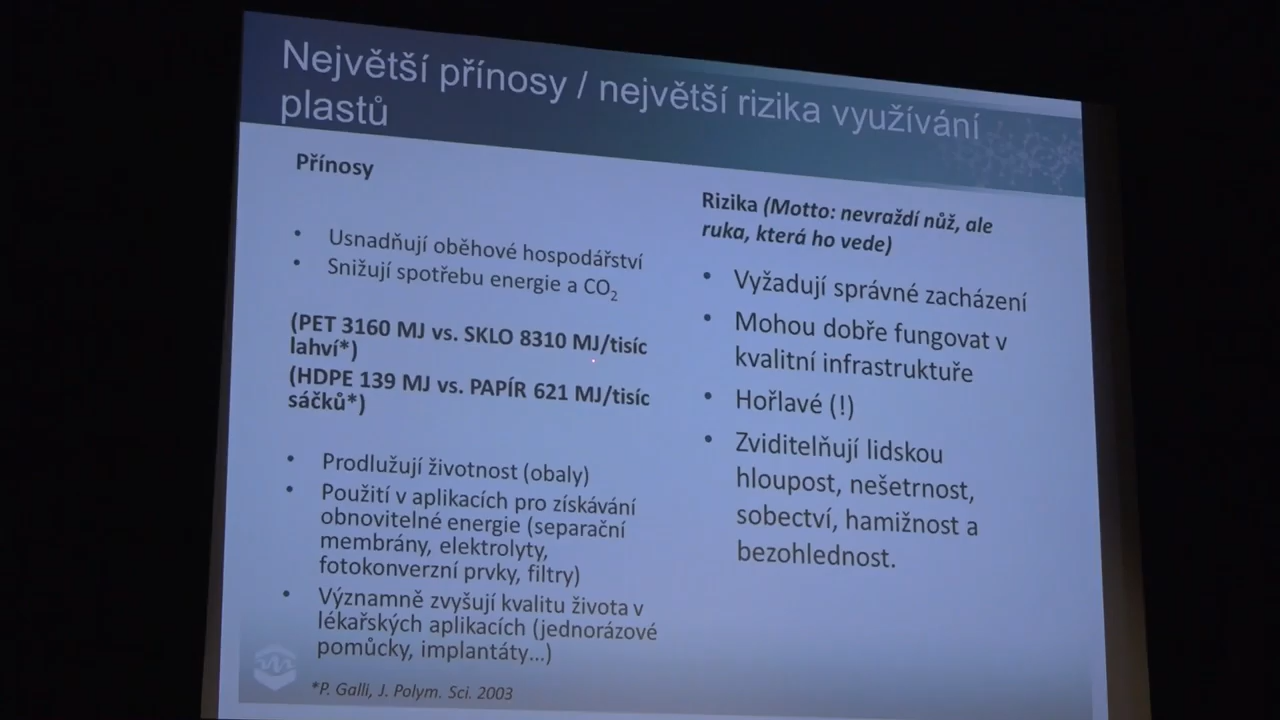 Největší přínosy / největší rizika využívání
plastů
Přínosy
• Usnadňují oběhové hospodářství
• Snižují spotřebu energie a CO2
(PET 3160 MJ vs. SKLO 8310 MJ/tisíc
lahví*)
(HDPE 139 MJ vs. PAPÍR 621 MJ/tisíc
sáčků*)
• Prodlužují životnost (obaly)
• Použití v aplikacích pro získávání
obnovitelné energie (separační
membrány, elektrolyty,
fotokonverzní prvky, filtry)
• Významně zvyšují kvalitu života v
lékařských aplikacích (jednorázové
pomůcky, implantáty...)
*P. Galli, J. Polym. Sci. 2003
Rizika (Motto: nevraždí nůž, ale
ruka, která ho vede)
• Vyžadují správné zacházení
• Mohou dobře fungovat v
kvalitní infrastruktuře
• Hořlavé (!)
• Zviditelňují lidskou
hloupost, nešetrnost,
sobectví, hamižnost a
bezohlednost.